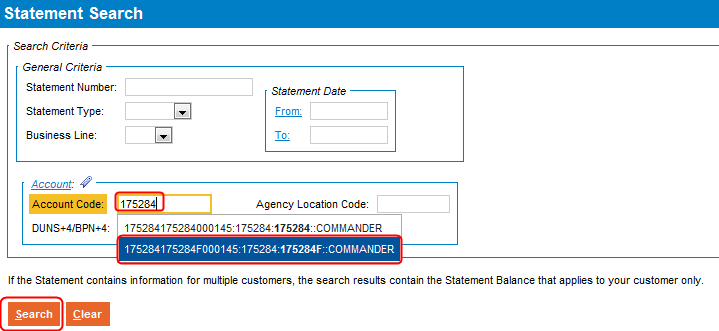 Statement Search
Search Criteria
General Criteria
Statement Number:
Statement Type:
Business Line:
Statement Date
From:
To:
Account:
Account Code: 175284 Agency Location Code:
DUNS+4/BPN+4: 175284175284000145:175284:175284::COMMANDER
175284175284F000145:175284:175284F::COMMANDER
If the Statement contains information for multiple customers, the search results contain the Statement Balance that applies to your customer only.
Search Clear